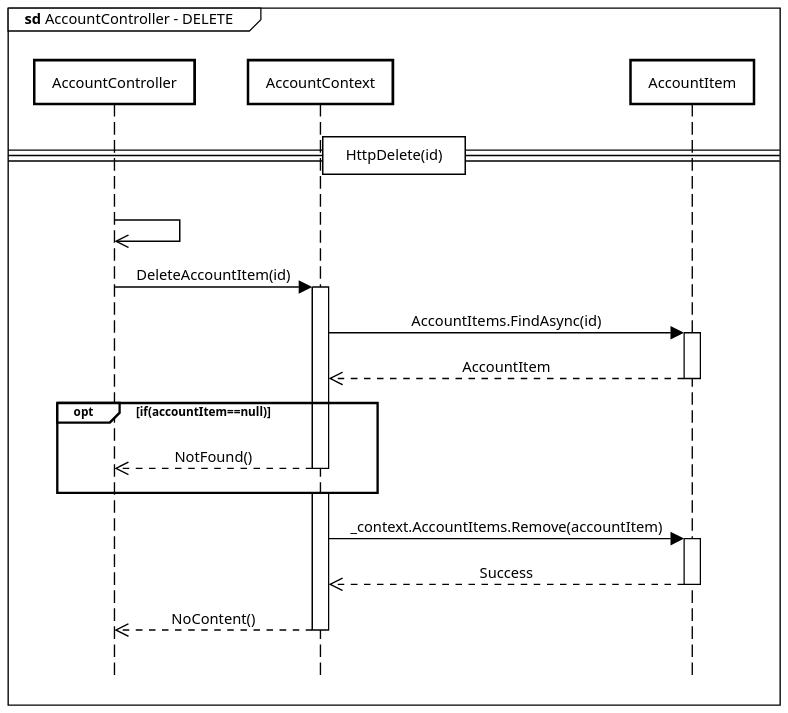 sd AccountController - DELETE
AccountController
AccountContext
AccountItem
HttpDelete(id)
DeleteAccountItem(id)
AccountItems.FindAsync(id)
AccountItem
opt
[if(accountItem==null)]
NotFound()
_context.AccountItems.Remove(accountItem)
Success
NoContent()